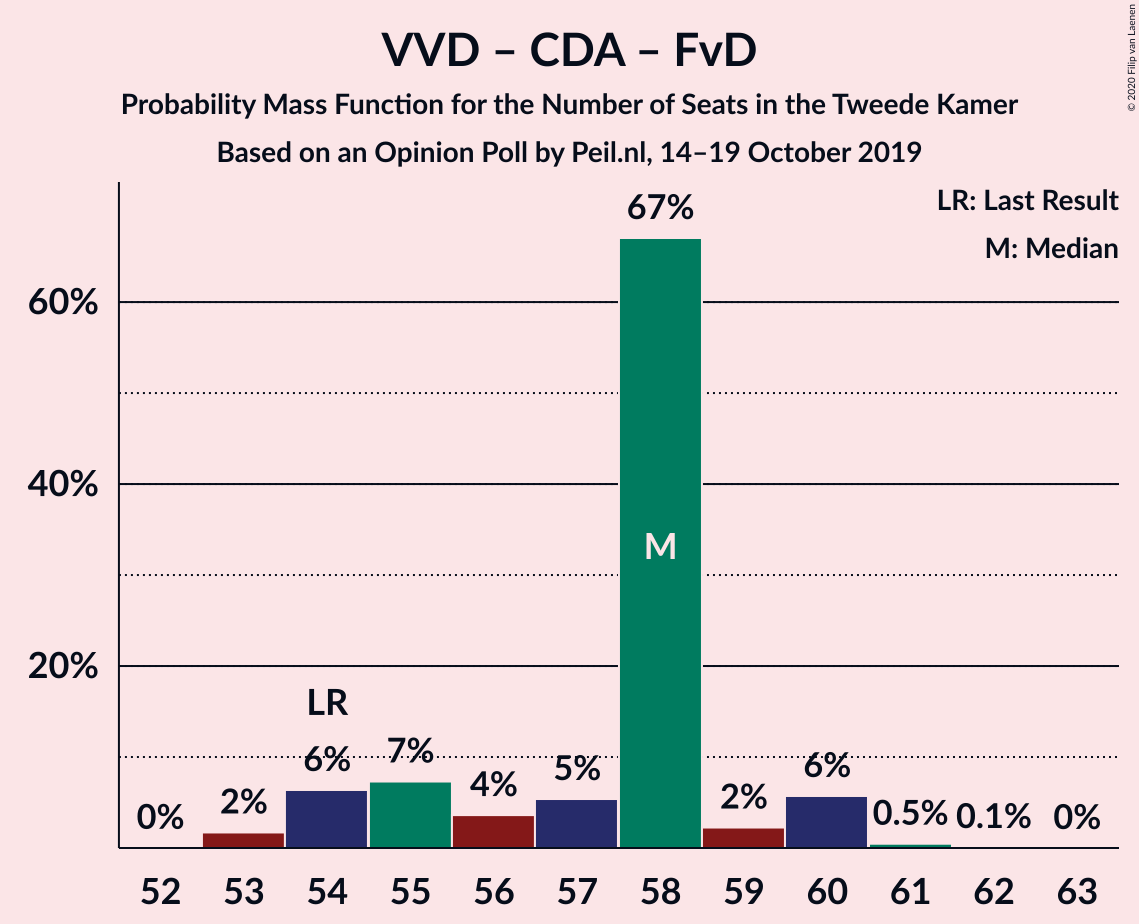 VVD – CDA – FvD
Probability Mass Function for the Number of Seats in the Tweede Kamer
Based on an Opinion Poll by Peil.nl, 14–19 October 2019
© 2020 Filip van Laenen
LR: Last Result
M: Median
60%
40%
20%
0%
2%
LR
6%
7%
4%
5%
67%
M
2%
6%
0.5%
0.1%
0%
52 53 54 55 56 57 58 59 60 61 62 63